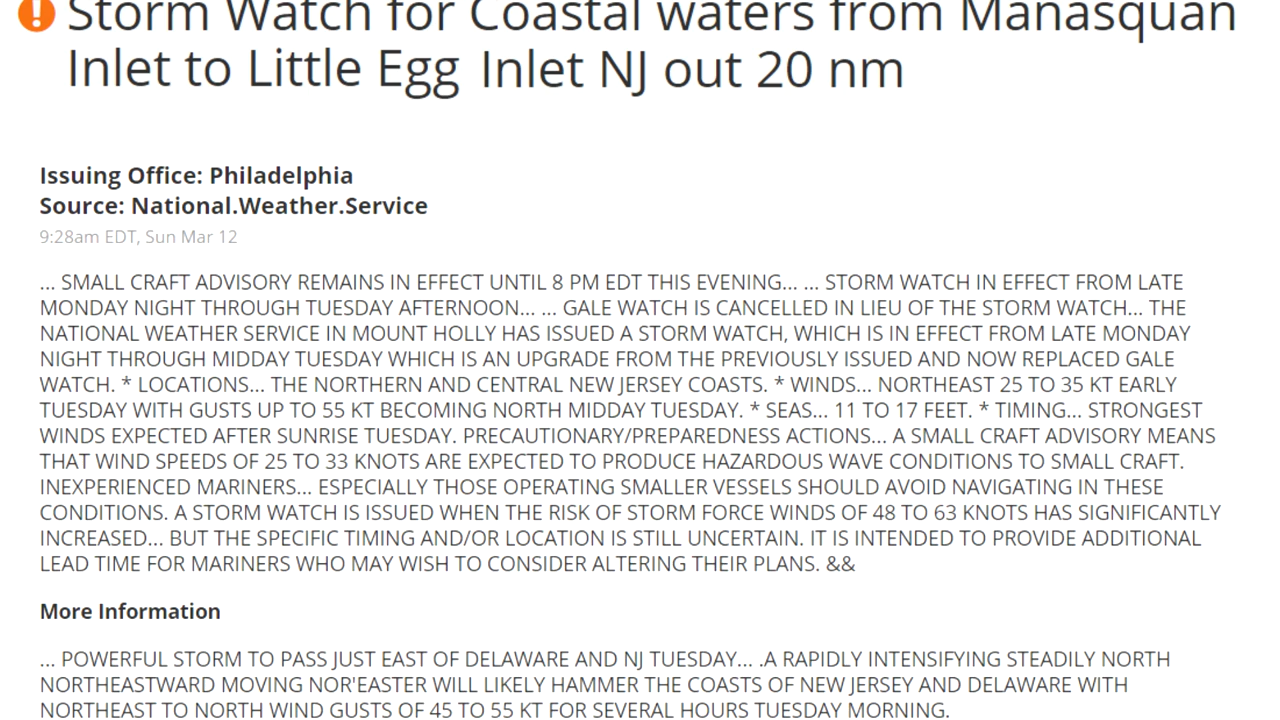 Storm Watch for Coastal waters from Manasquan
Inlet to Little Egg Inlet NJ out 20 nm
Issuing Office: Philadelphia
Source: National.Weather.Service
9:28am EDT, Sun Mar 12
... SMALL CRAFT ADVISORY REMAINS IN EFFECT UNTIL 8 PM EDT THIS EVENING... ... STORM WATCH IN EFFECT FROM LATE
MONDAY NIGHT THROUGH TUESDAY AFTERNOON... ... GALE WATCH IS CANCELLED IN LIEU OF THE STORM WATCH... THE
NATIONAL WEATHER SERVICE IN MOUNT HOLLY HAS ISSUED A STORM WATCH, WHICH IS IN EFFECT FROM LATE MONDAY
NIGHT THROUGH MIDDAY TUESDAY WHICH IS AN UPGRADE FROM THE PREVIOUSLY ISSUED AND NOW REPLACED GALE
WATCH. * LOCATIONS... THE NORTHERN AND CENTRAL NEW JERSEY COASTS. * WINDS... NORTHEAST 25 TO 35 KT EARLY
TUESDAY WITH GUSTS UP TO 55 KT BECOMING NORTH MIDDAY TUESDAY. * SEAS... 11 TO 17 FEET. * TIMING... STRONGEST
WINDS EXPECTED AFTER SUNRISE TUESDAY. PRECAUTIONARY/PREPAREDNESS ACTIONS... A SMALL CRAFT ADVISORY MEANS
THAT WIND SPEEDS OF 25 TO 33 KNOTS ARE EXPECTED TO PRODUCE HAZARDOUS WAVE CONDITIONS TO SMALL CRAFT.
INEXPERIENCED MARINERS... ESPECIALLY THOSE OPERATING SMALLER VESSELS SHOULD AVOID NAVIGATING IN THESE
CONDITIONS. A STORM WATCH IS ISSUED WHEN THE RISK OF STORM FORCE WINDS OF 48 TO 63 KNOTS HAS SIGNIFICANTLY
INCREASED... BUT THE SPECIFIC TIMING AND/OR LOCATION IS STILL UNCERTAIN. IT IS INTENDED TO PROVIDE ADDITIONAL
LEAD TIME FOR MARINERS WHO MAY WISH TO CONSIDER ALTERING THEIR PLANS. &&
More Information
... POWERFUL STORM TO PASS JUST EAST OF DELAWARE AND NJ TUESDAY... .A RAPIDLY INTENSIFYING STEADILY NORTH
NORTHEASTWARD MOVING NOR'EASTER WILL LIKELY HAMMER THE COASTS OF NEW JERSEY AND DELAWARE WITH
NORTHEAST TO NORTH WIND GUSTS OF 45 TO 55 KT FOR SEVERAL HOURS TUESDAY MORNING.